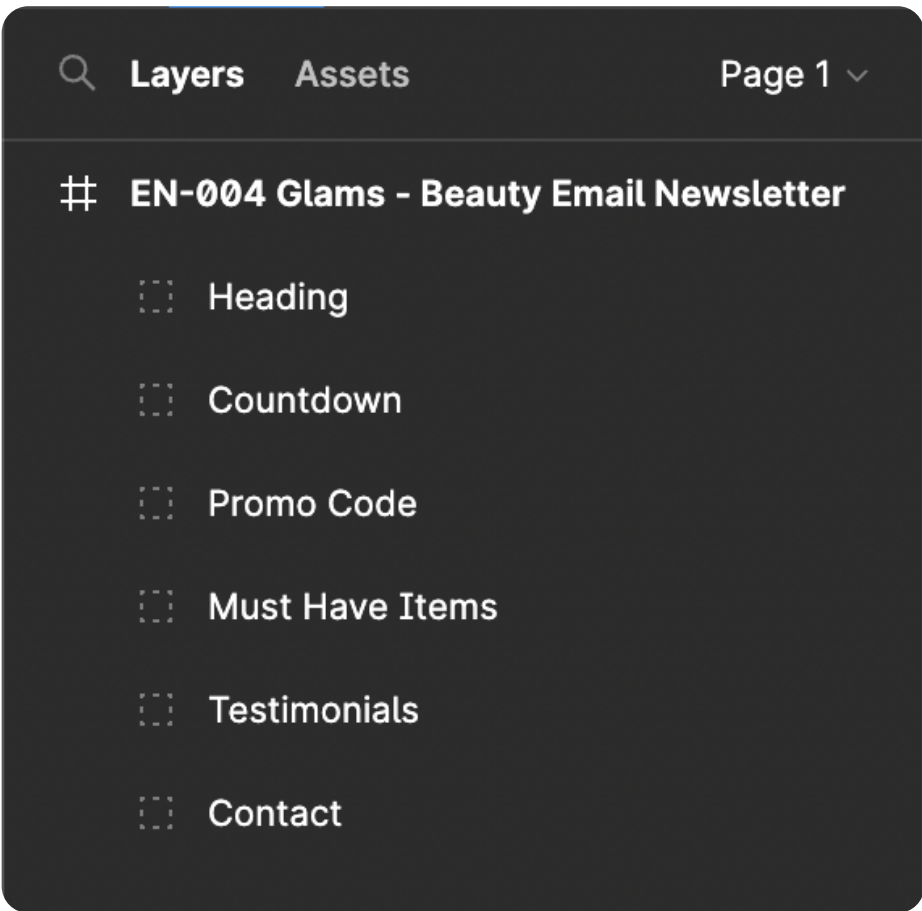 Layers Assets Page 1
EN-004 Glams - Beauty Email Newsletter
Heading
Countdown
Promo Code
Must Have Items
Testimonials
Contact